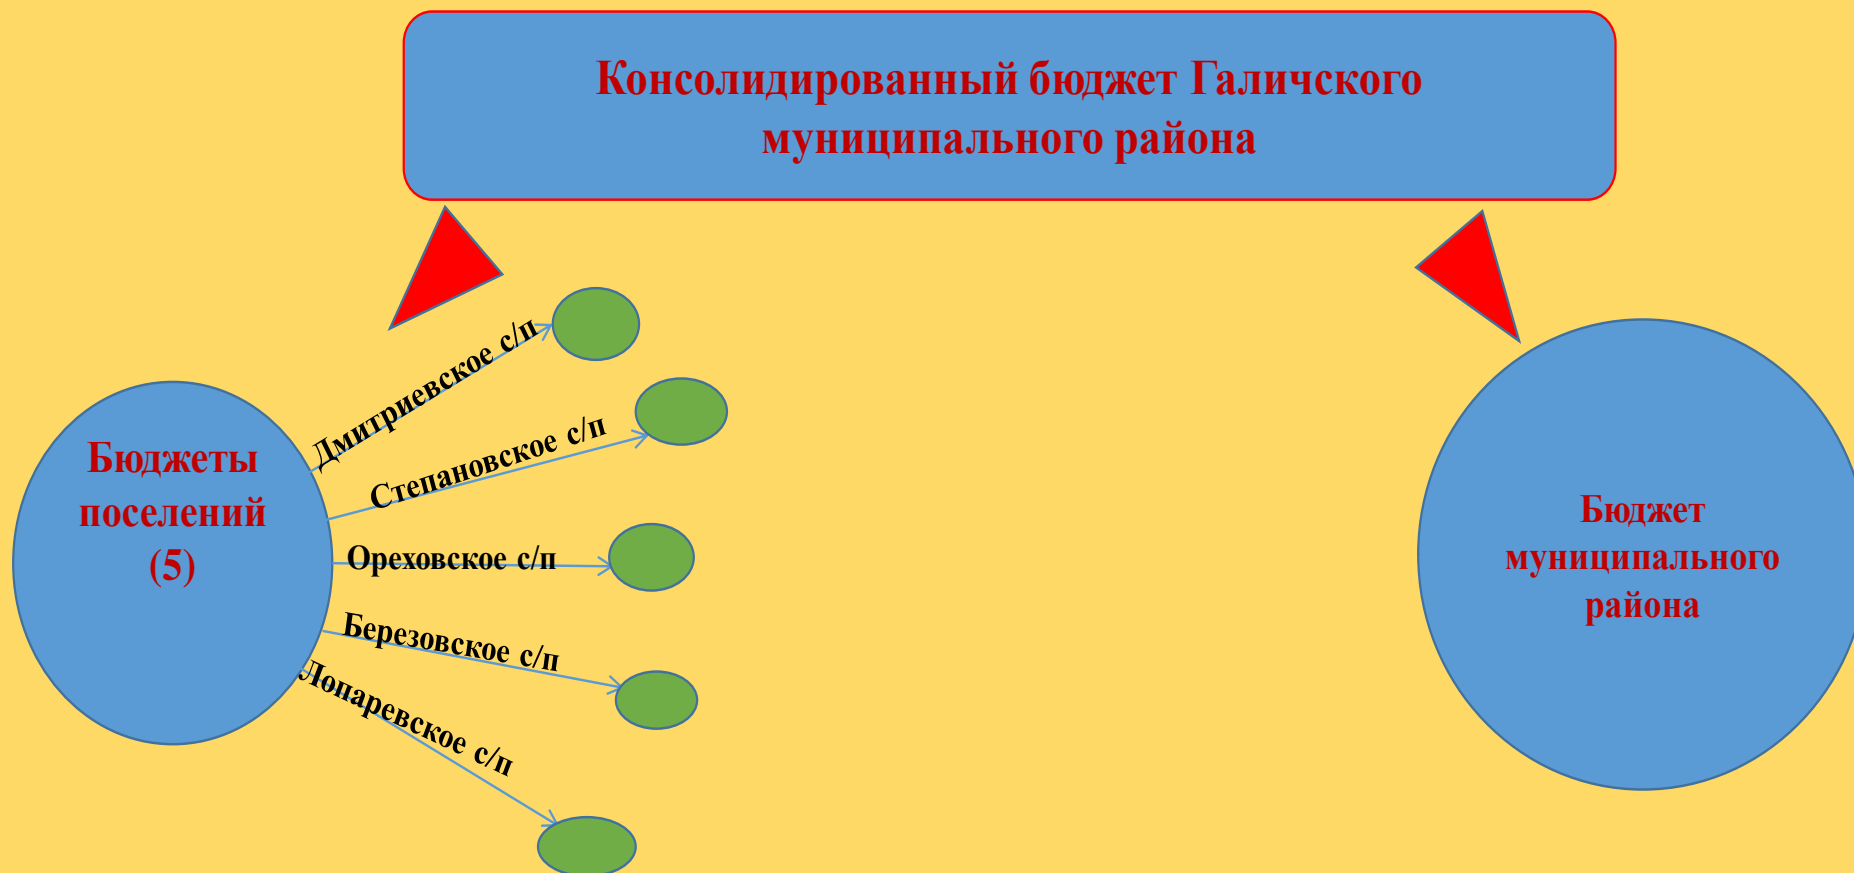 Консолидированный бюджет Галичского
муниципального района
Бюджеты
поселений
(5)
Дмитриевское с/п
Степановское с/п
Ореховское с/п
Березовское с/п
Лопаревское с/п
Бюджет
муниципального
района